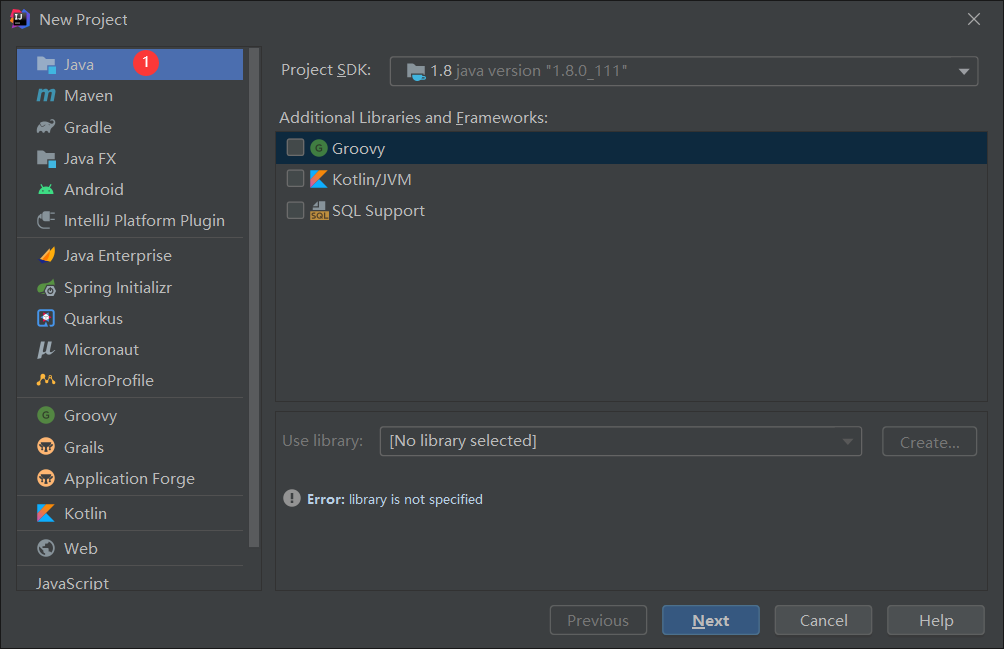 New Project
Java
1
Maven
Gradle
Java FX
Android
IntelliJ Platform Plugin
Java Enterprise
Spring Initializr
Quarkus
Micronaut
MicroProfile
Groovy
Grails
Application Forge
Kotlin
Web
JavaScript
Project SDK: 1.8 java version "1.8.0_111"
Additional Libraries and Frameworks:
Groovy
Kotlin/JVM
SQL Support
Use library: [No library selected] Create...
Error: library is not specified
Previous Next Cancel Help